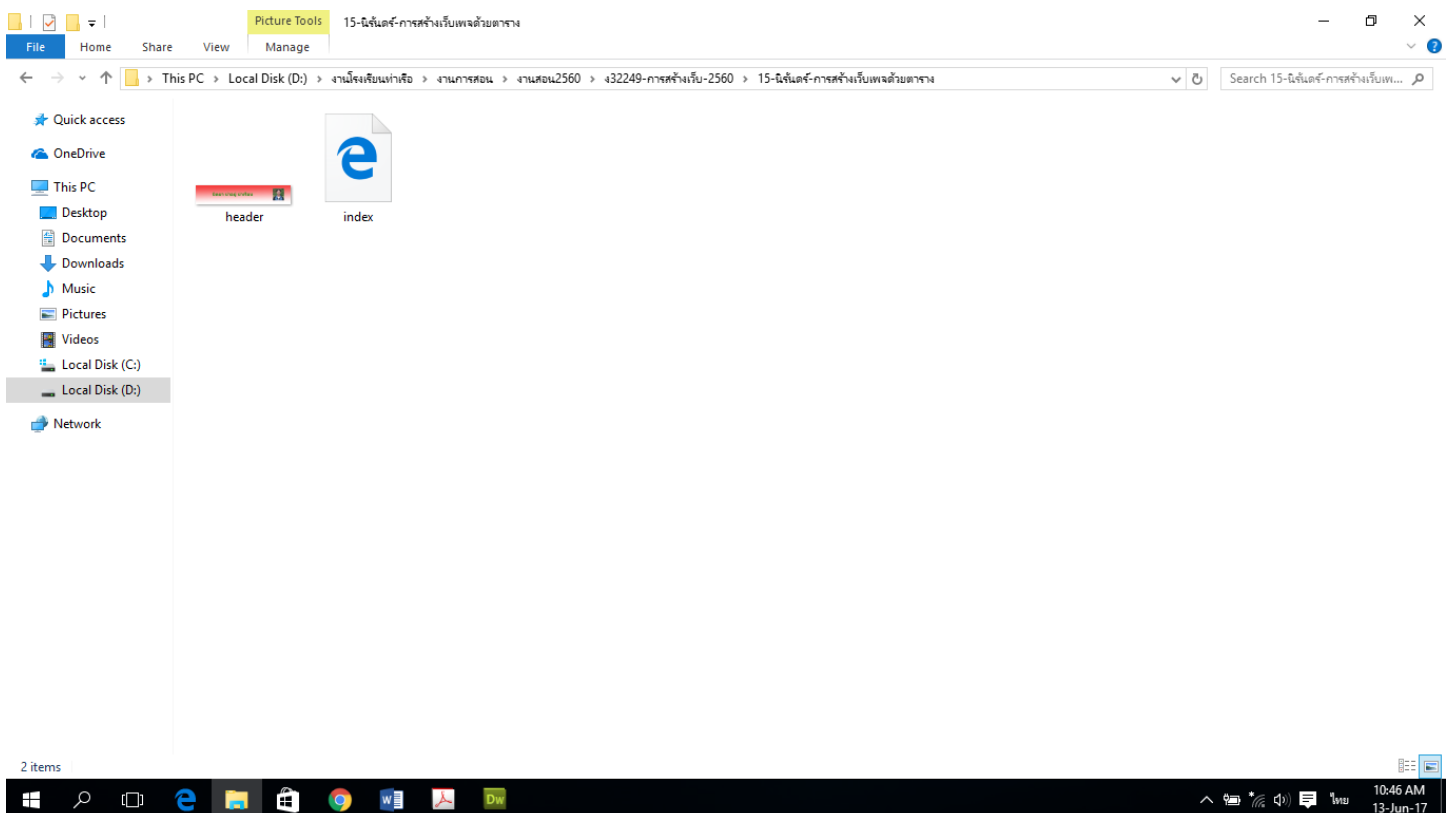 Picture Tools
15-นิรันดร์-การสร้างเว็บเพจด้วยตาราง
File Home Share View Manage
This PC > Local Disk (D:) > งานโรงเรียนท่าเรือ > งานการสอน > งานสอน2560 > ง32249-การสร้างเว็บ-2560 > 15-นิรันดร์-การสร้างเว็บเพจด้วยตาราง
Search 15-นิรันดร์-การสร้างเว็บเพ...
Quick access
OneDrive
This PC
Desktop
Documents
Downloads
Music
Pictures
Videos
Local Disk (C:)
Local Disk (D:)
Network
header
index
2 items
Dw
ไทย
10:46 AM
13-Jun-17